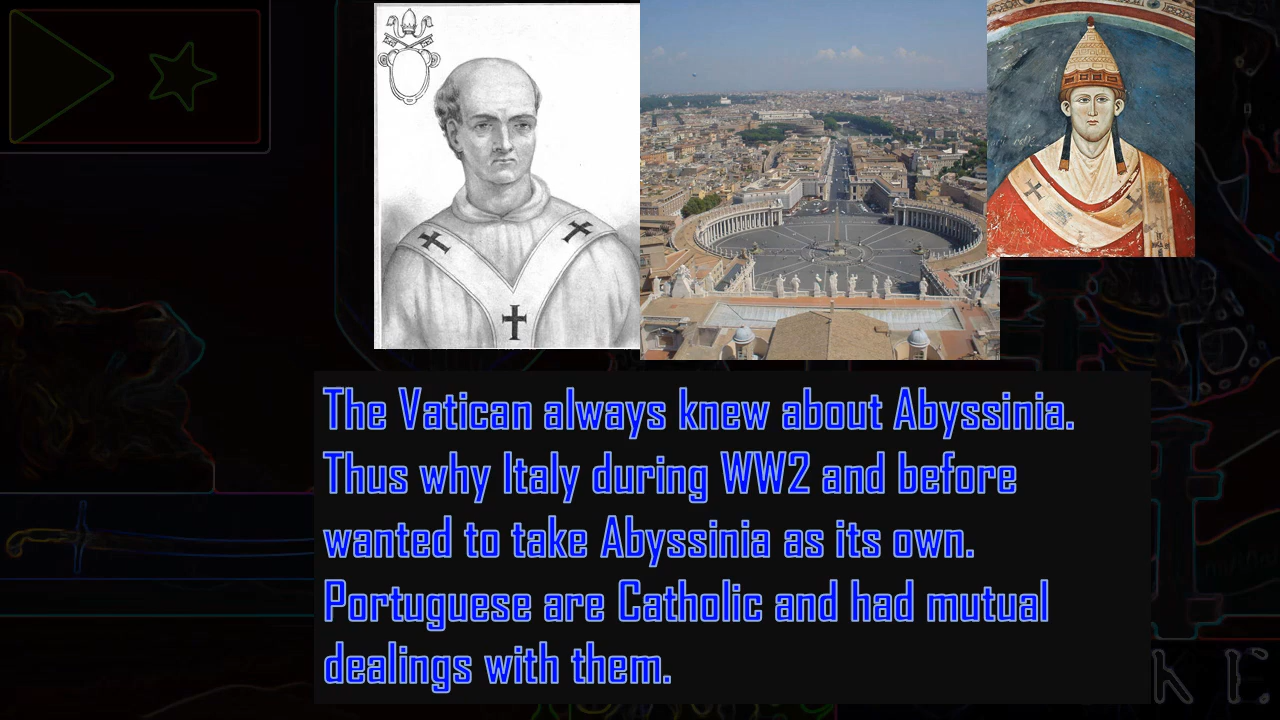 The Vatican always knew about Abyssinia.
Thus why Italy during WW2 and before
wanted to take Abyssinia as its own.
Portuguese are Catholic and had mutual
dealings with them.
K E